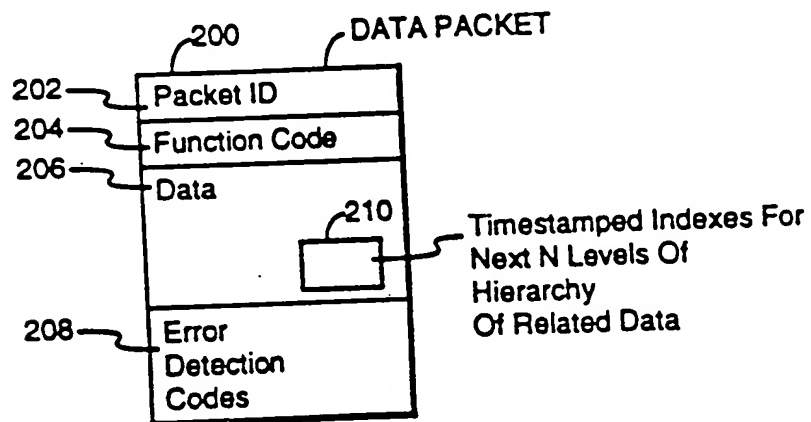 200
DATA PACKET
202
Packet ID
204
Function Code
206
Data
210
Timestamped Indexes For
Next N Levels Of
Hierarchy
Of Related Data
208
Error
Detection
Codes